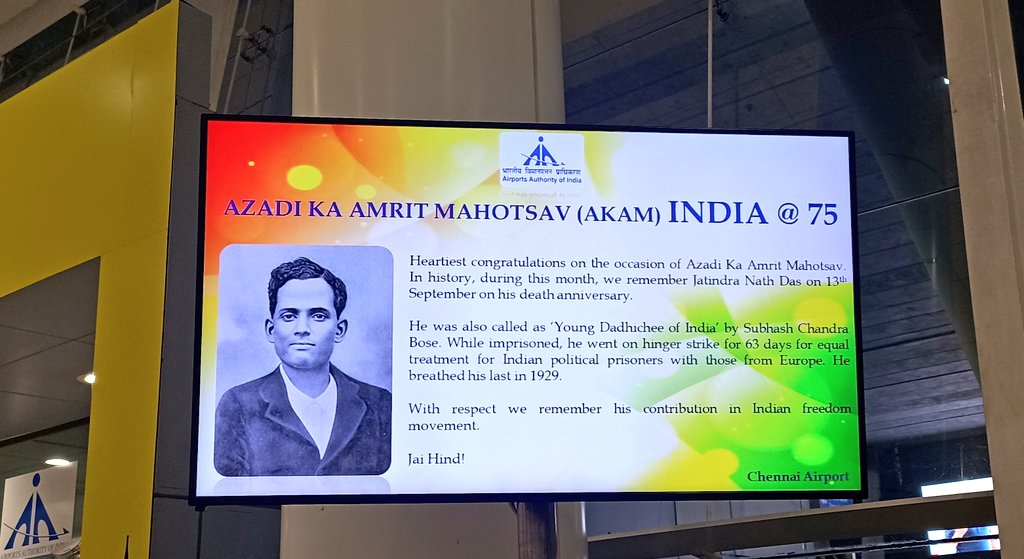 भारतीय विमानपत्तन प्राधिकरण
Airports Authority of India
AZADI KA AMRIT MAHOTSAV (AKAM) INDIA @ 75
Heartiest congratulations on the occasion of Azadi Ka Amrit Mahotsav.
In history, during this month, we remember Jatindra Nath Das on 13th
September on his death anniversary.
He was also called as 'Young Dadhichee of India' by Subhash Chandra
Bose. While imprisoned, he went on hinger strike for 63 days for equal
treatment for Indian political prisoners with those from Europe. He
breathed his last in 1929.
With respect we remember his contribution in Indian freedom
movement.
Jai Hind!
Chennai Airport
AIRPORTS AUTHORITY OF INDIA